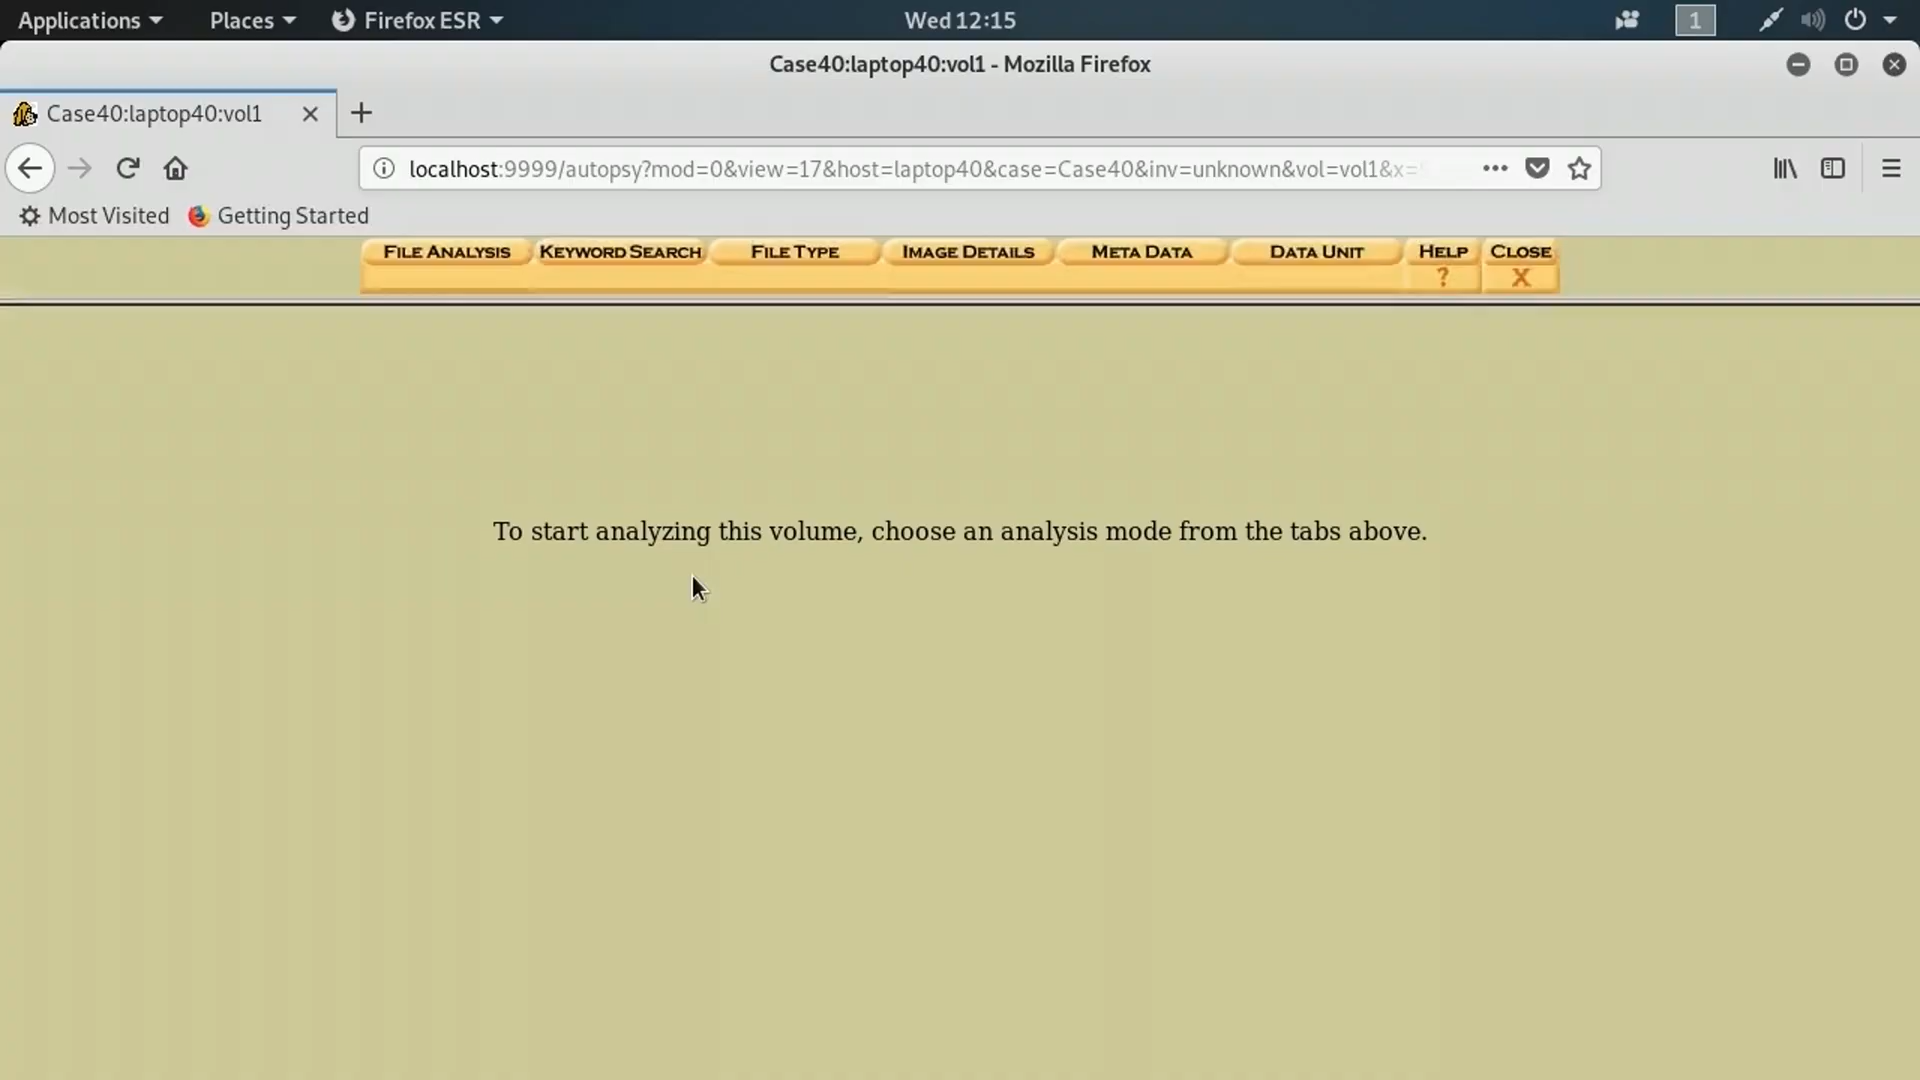 Applications Places Firefox ESR Wed 12:15 1
Case40:laptop40:vol1 - Mozilla Firefox
Case40:laptop40:vol1
localhost:9999/autopsy?mod=0&view=17&host=laptop40&case=Case40&inv=unknown&vol=vol1&x=
Most Visited Getting Started
FILE ANALYSIS KEYWORD SEARCH FILE TYPE IMAGE DETAILS META DATA DATA UNIT HELP CLOSE
? X
To start analyzing this volume, choose an analysis mode from the tabs above.